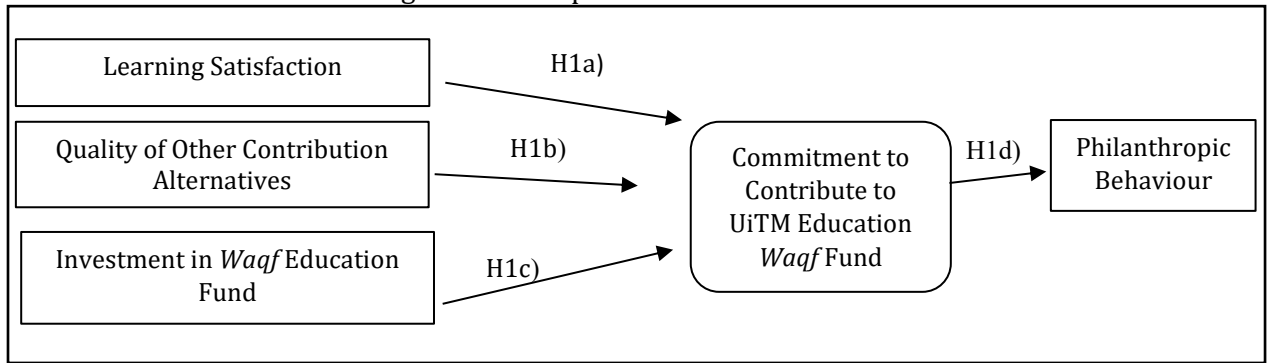 Learning Satisfaction
H1a)
Quality of Other Contribution
Alternatives
H1b)
Investment in Waqf Education
Fund
H1c)
Commitment to
Contribute to
UiTM Education
Waqf Fund
H1d)
Philanthropic
Behaviour